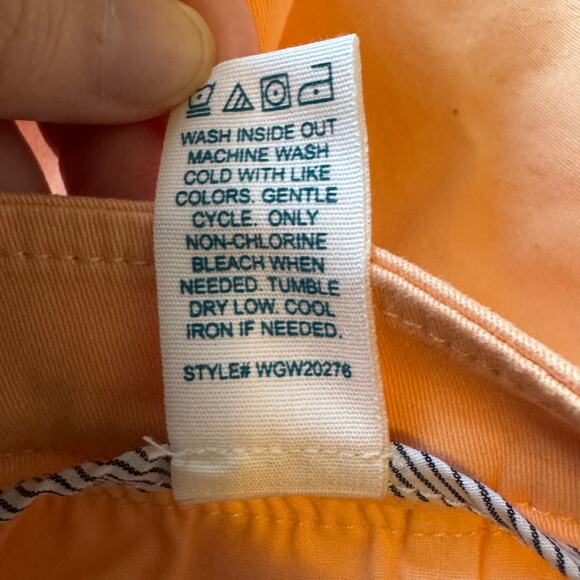 WASH INSIDE OUT
MACHINE WASH
COLD WITH LIKE
COLORS. GENTLE
CYCLE. ONLY
NON-CHLORINE
BLEACH WHEN
NEEDED. TUMBLE
DRY LOW. COOL
IRON IF NEEDED.
STYLE# WGW20276